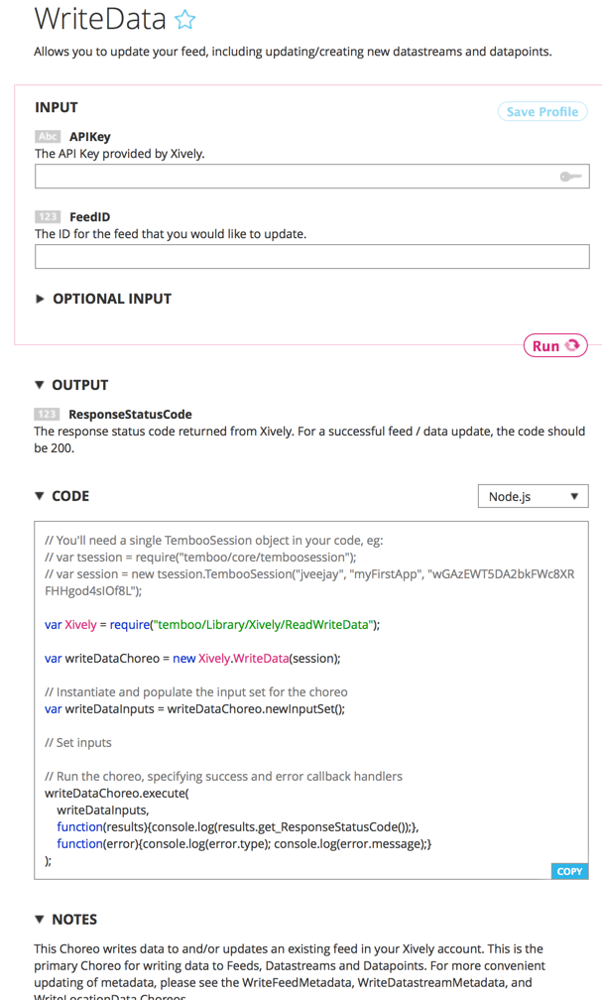 WriteData
Allows you to update your feed, including updating/creating new datastreams and datapoints.
INPUT
Save Profile
Abc APIKey
The API Key provided by Xively.
123 FeedID
The ID for the feed that you would like to update.
OPTIONAL INPUT
Run
OUTPUT
123 ResponseStatusCode
The response status code returned from Xively. For a successful feed / data update, the code should
be 200.
CODE
Node.js
// You'll need a single TembooSession object in your code, eg:
// var tsession = require("temboo/core/temboosession");
// var session = new tsession.TembooSession("jveejay", "myFirstApp", "wGAzEWT5DA2bkFWc8XR
FHHgod4sIOf8L");
var Xively = require("temboo/Library/Xively/ReadWriteData");
var writeDataChoreo = new Xively.WriteData(session);
// Instantiate and populate the input set for the choreo
var writeDataInputs = writeDataChoreo.newInputSet();
// Set inputs
// Run the choreo, specifying success and error callback handlers
writeDataChoreo.execute(
writeDataInputs,
function(results){console.log(results.get_ResponseStatusCode());},
function(error){console.log(error.type); console.log(error.message);}
);
COPY
NOTES
This Choreo writes data to and/or updates an existing feed in your Xively account. This is the
primary Choreo for writing data to Feeds, Datastreams and Datapoints. For more convenient
updating of metadata, please see the WriteFeedMetadata, WriteDatastreamMetadata, and
WriteLocationData Choreos.